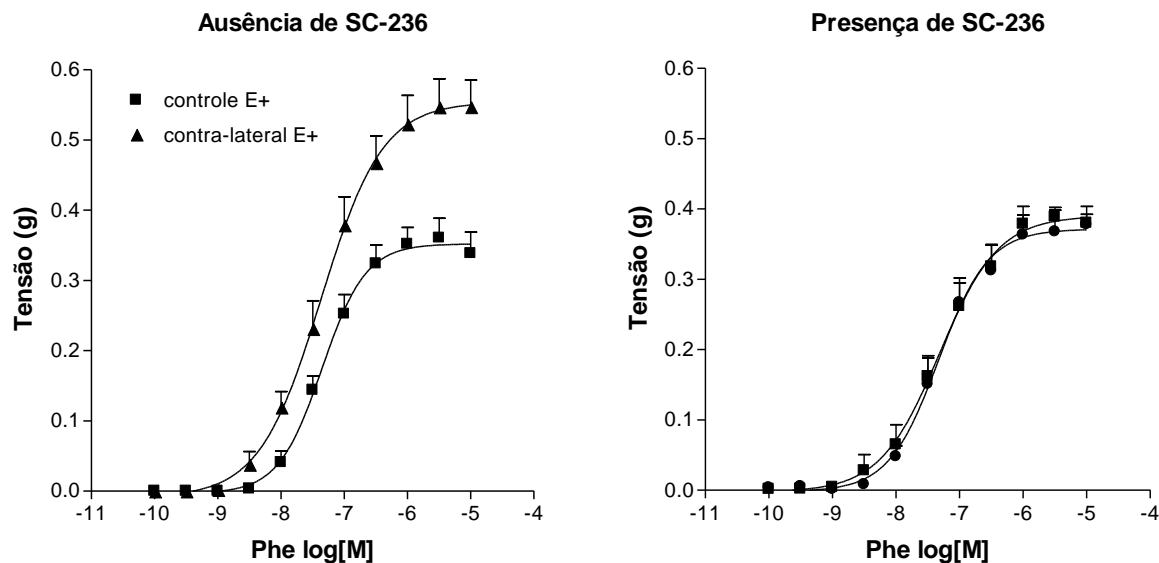 Ausência de SC-236
0.6
0.5
0.4
0.3
0.2
0.1
0.0
Tensão (g)
controle E+
contra-lateral E+
-11 -10 -9 -8 -7 -6 -5 -4
Phe log[M]
Presença de SC-236
0.6
0.5
0.4
0.3
0.2
0.1
0.0
Tensão (g)
-11 -10 -9 -8 -7 -6 -5 -4
Phe log[M]